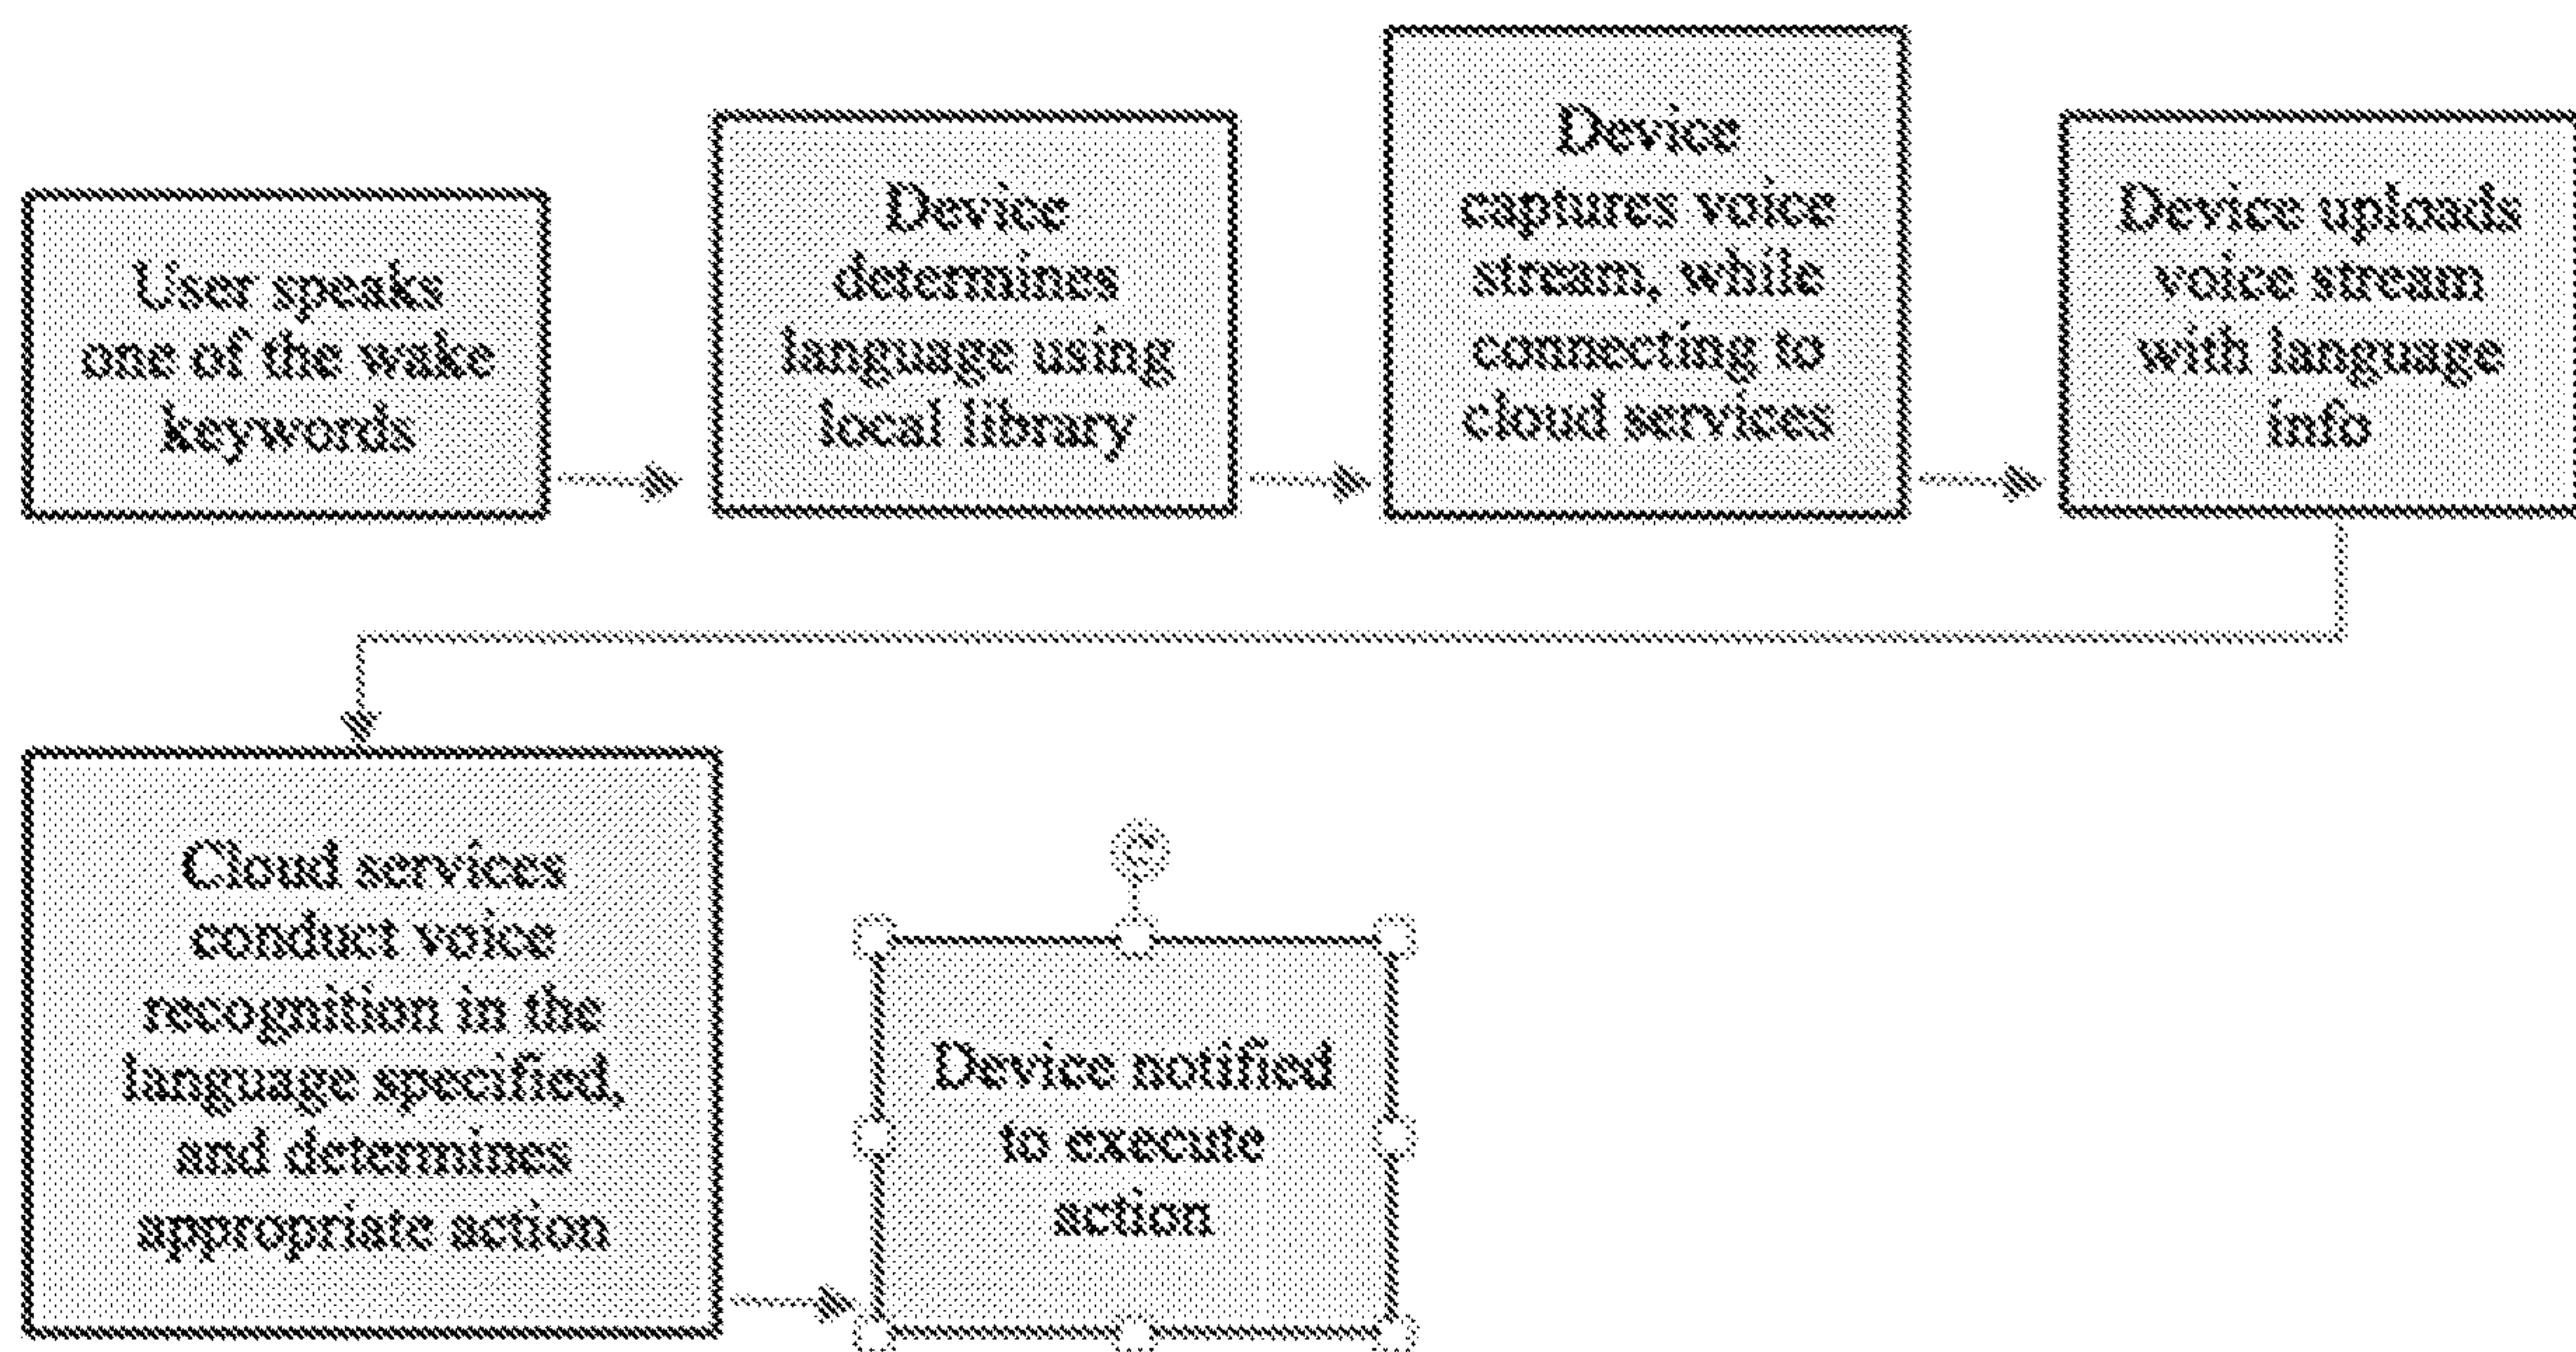 User speaks
one of the wake
keywords
Device
determines
language using
local library
Device
captures voice
stream, while
connecting to
cloud services
Device uploads
voice stream
with language
info
Cloud services
conduct voice
recognition in the
language specified,
and determines
appropriate action
Device notified
to execute
action